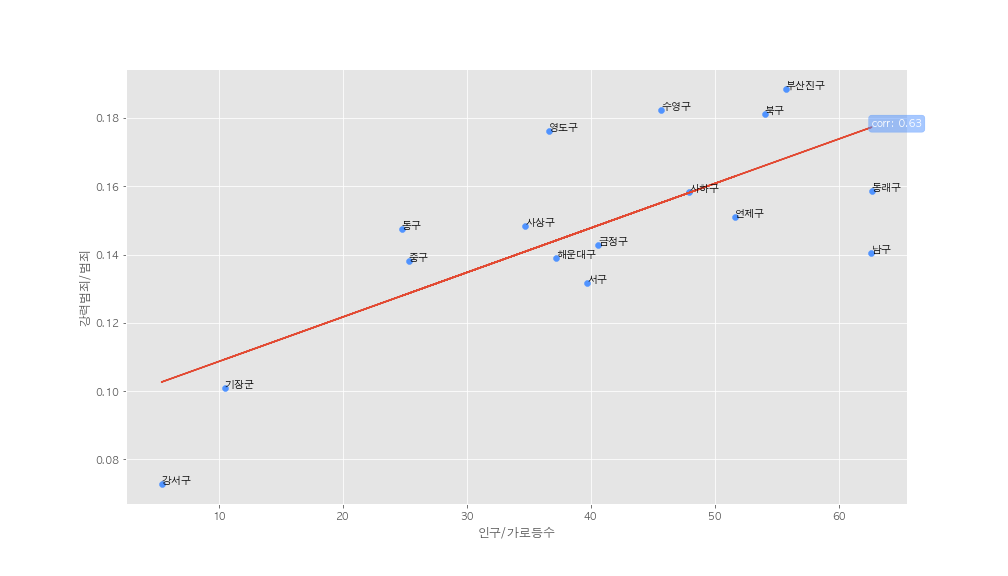 부산진구
수영구
북구
0.18
corr: 0.63
영도구
0.16
사하구
동래구
연제구
동구
사상구
금정구
남구
0.14
중구
해운대구
서구
강력범죄/범죄
0.12
기장군
0.10
강서구
0.08
10
20
30
40
50
60
인구/가로등수